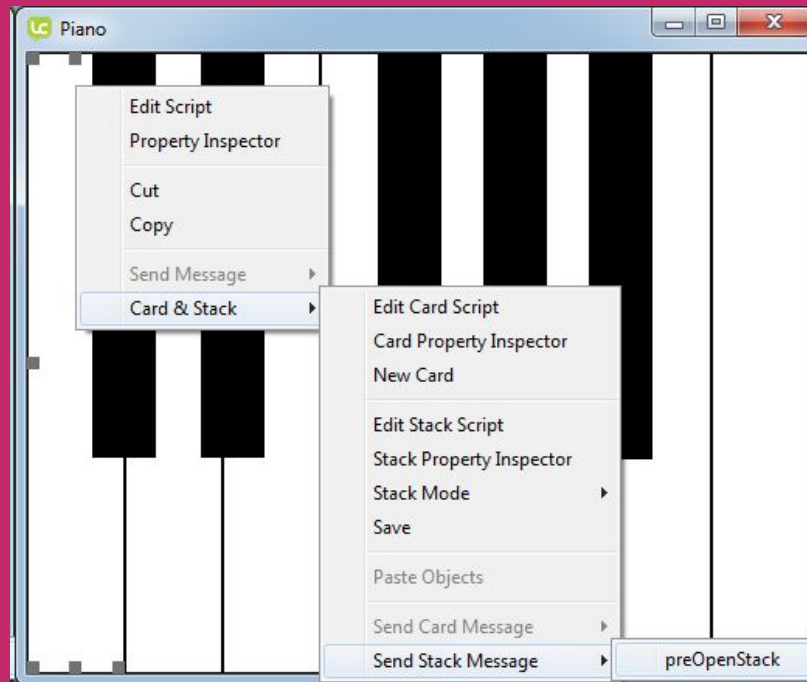 LC Piano
Edit Script
Property Inspector
Cut
Copy
Send Message
Card & Stack
Edit Card Script
Card Property Inspector
New Card
Edit Stack Script
Stack Property Inspector
Stack Mode
Save
Paste Objects
Send Card Message
Send Stack Message
preOpenStack